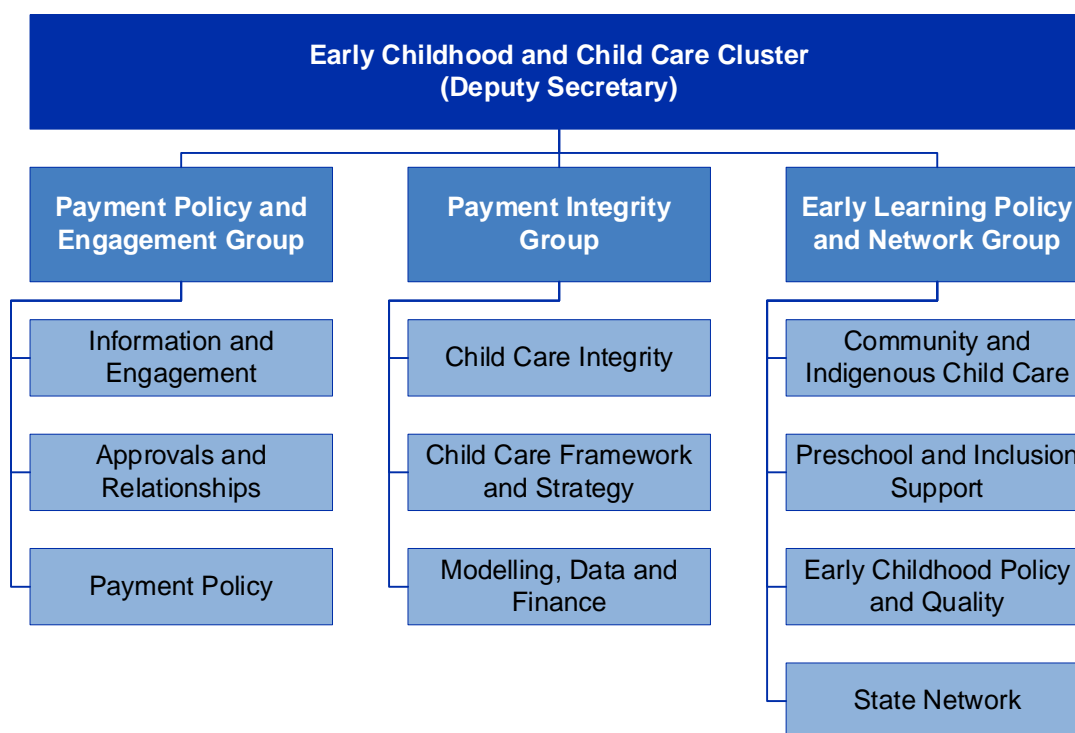 Early Childhood and Child Care Cluster
(Deputy Secretary)
Payment Policy and
Engagement Group
Information and
Engagement
Approvals and
Relationships
Payment Policy
Payment Integrity
Group
Child Care Integrity
Child Care Framework
and Strategy
Modelling, Data and
Finance
Early Learning Policy
and Network Group
Community and
Indigenous Child Care
Preschool and Inclusion
Support
Early Childhood Policy
and Quality
State Network